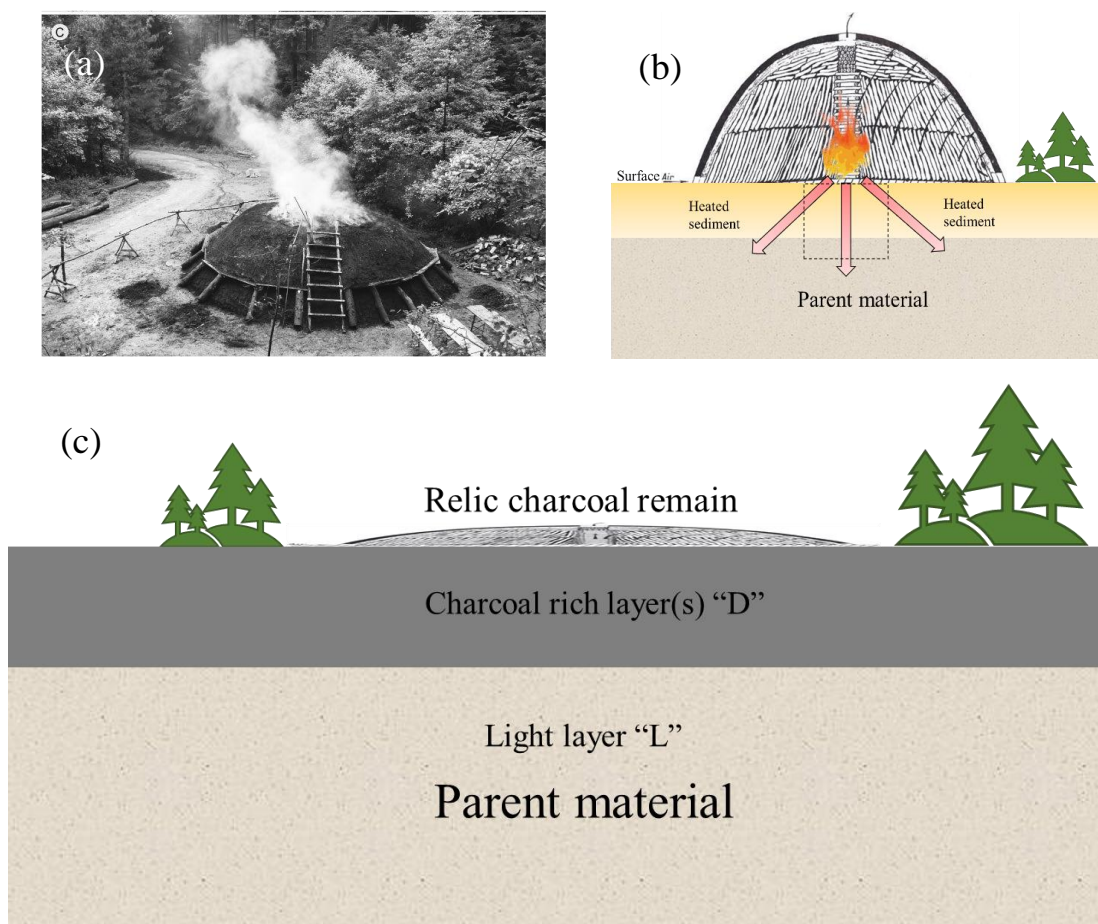 C
(a)
(b)
Surface Air
Heated
sediment
Heated
sediment
Parent material
(c)
Relic charcoal remain
Charcoal rich layer(s) “D”
Light layer “L”
Parent material